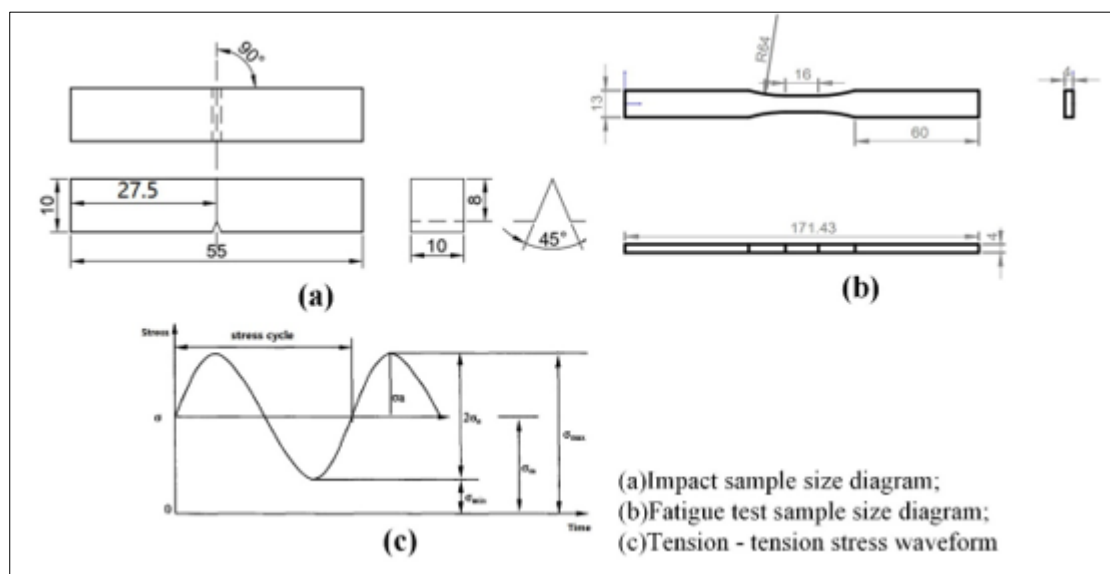 90°
27.5
10
55
8
10
45°
(a)
R64
16
13
60
4
171.43
4
(b)
Stress
stress cycle
σa
2σa
σ
σm
σmax
σmin
0
Time
(c)
(a)Impact sample size diagram;
(b)Fatigue test sample size diagram;
(c)Tension - tension stress waveform